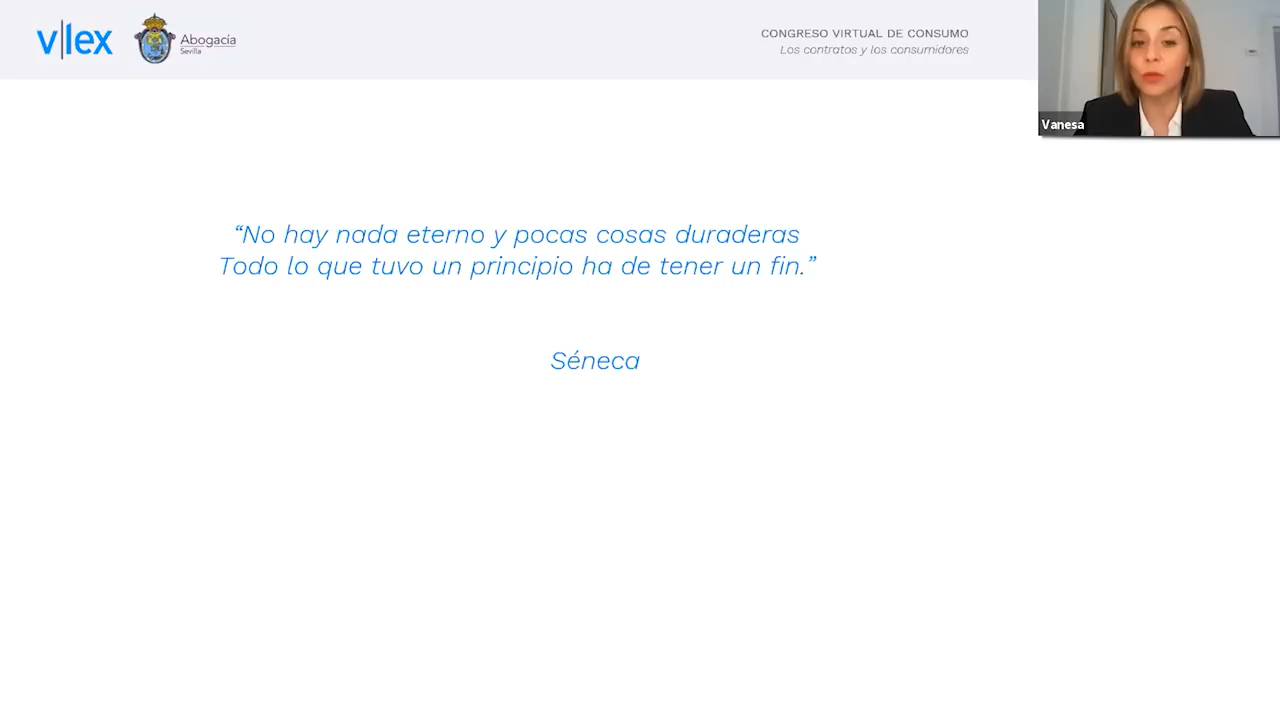 v|lex
Abogacía
Sevilla
CONGRESO VIRTUAL DE CONSUMO
Los contratos y los consumidores
Vanesa
“No hay nada eterno y pocas cosas duraderas
Todo lo que tuvo un principio ha de tener un fin.”
Séneca